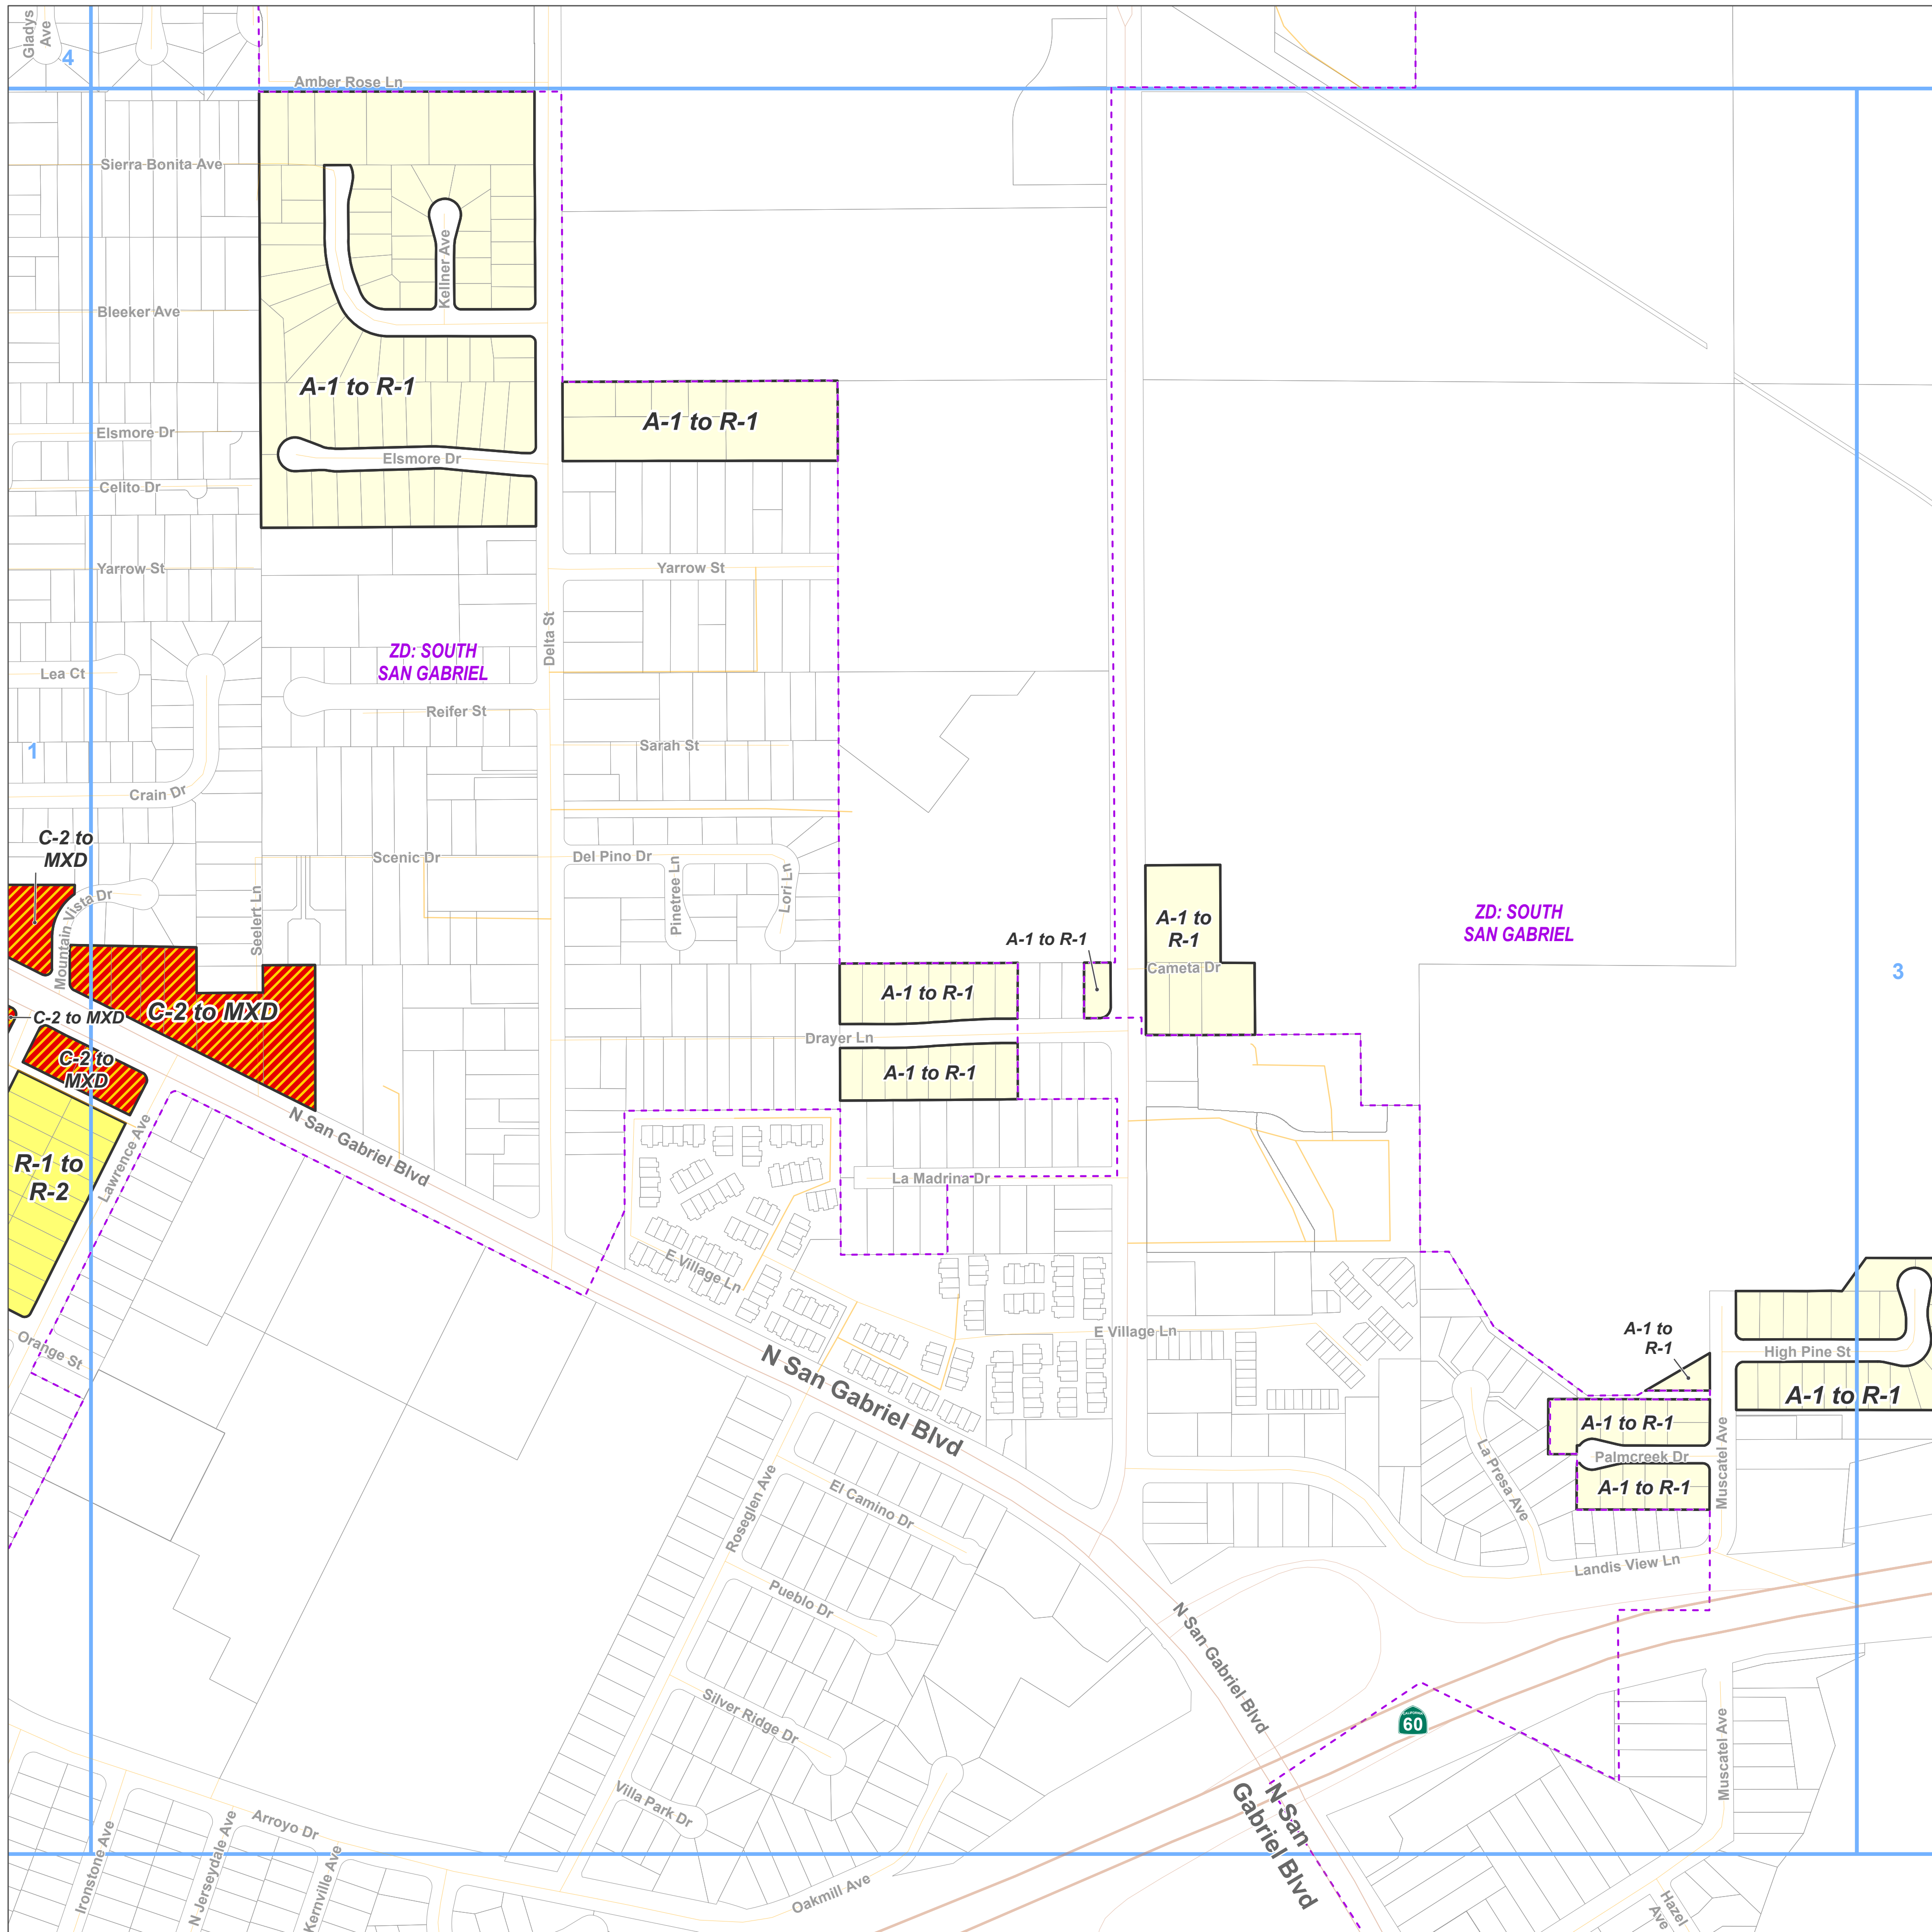 Gladys
Ave
4
Amber Rose Ln
Sierra Bonita Ave
Kellner Ave
Bleeker Ave
A-1 to R-1
A-1 to R-1
Elsmore Dr
Elsmore Dr
Celito Dr
Yarrow St
Yarrow St
Delta St
ZD: SOUTH
SAN GABRIEL
Lea Ct
Reifer St
1
Sarah St
Crain Dr
C-2 to
MXD
Scenic Dr
Del Pino Dr
Pinetree Ln
Lori Ln
Mountain Vista Dr
Seelert Ln
A-1 to
R-1
ZD: SOUTH
SAN GABRIEL
A-1 to R-1
Cameta Dr
3
A-1 to R-1
C-2 to MXD
C-2 to MXD
Drayer Ln
C-2 to
MXD
A-1 to R-1
N San Gabriel Blvd
Lawrence Ave
R-1 to
R-2
La Madrina Dr
E Village Ln
Orange St
E Village Ln
N San Gabriel Blvd
A-1 to
R-1
High Pine St
A-1 to R-1
A-1 to R-1
Palmcreek Dr
A-1 to R-1
La Presa Ave
Muscatel Ave
Roseglen Ave
El Camino Dr
Landis View Ln
Pueblo Dr
N San Gabriel Blvd
Silver Ridge Dr
CALIFORNIA
60
Muscatel Ave
Villa Park Dr
N San
Gabriel Blvd
Arroyo Dr
Ironstone Ave
N Jerseydale Ave
Kernville Ave
Oakmill Ave
Hazel
Ave